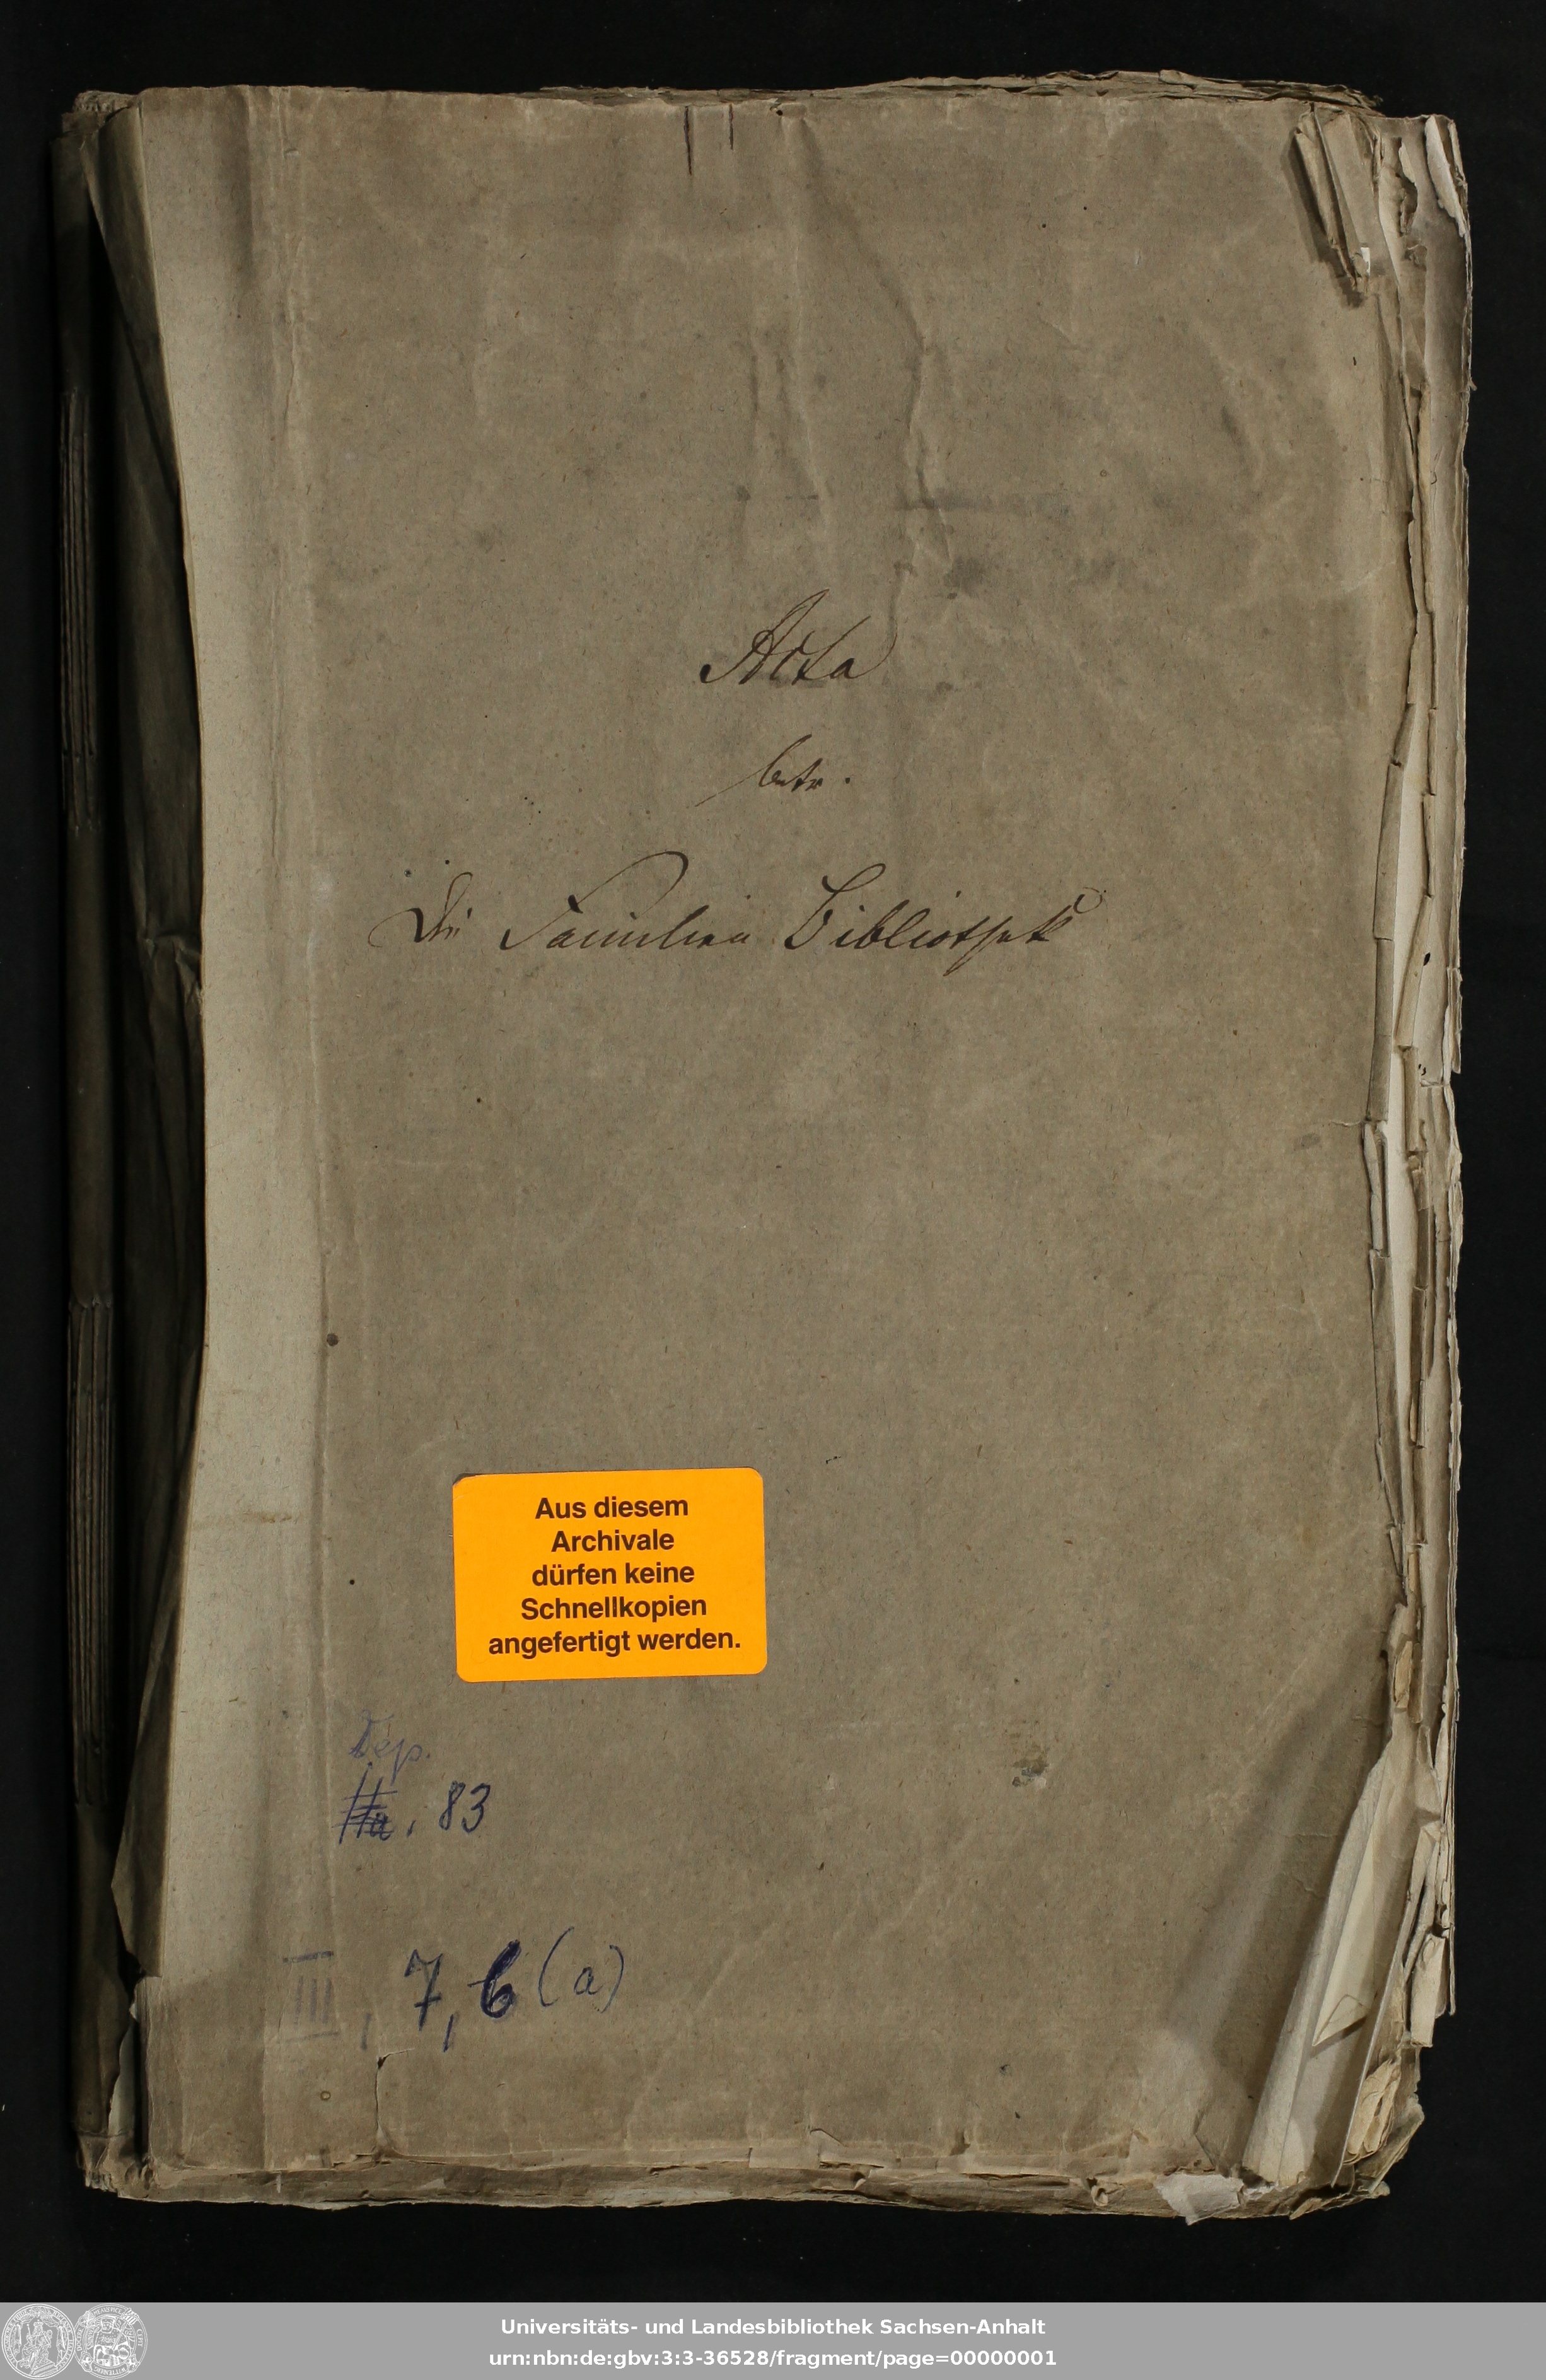 Acta
betr.
Die Familien Bibliothek
Aus diesem
Archivale
dürfen keine
Schnellkopien
angefertigt werden.
Dep.
83
III, 7, 6 (a)
Universitäts- und Landesbibliothek Sachsen-Anhalt
urn:nbn:de:gbv:3:3-36528/fragment/page=00000001